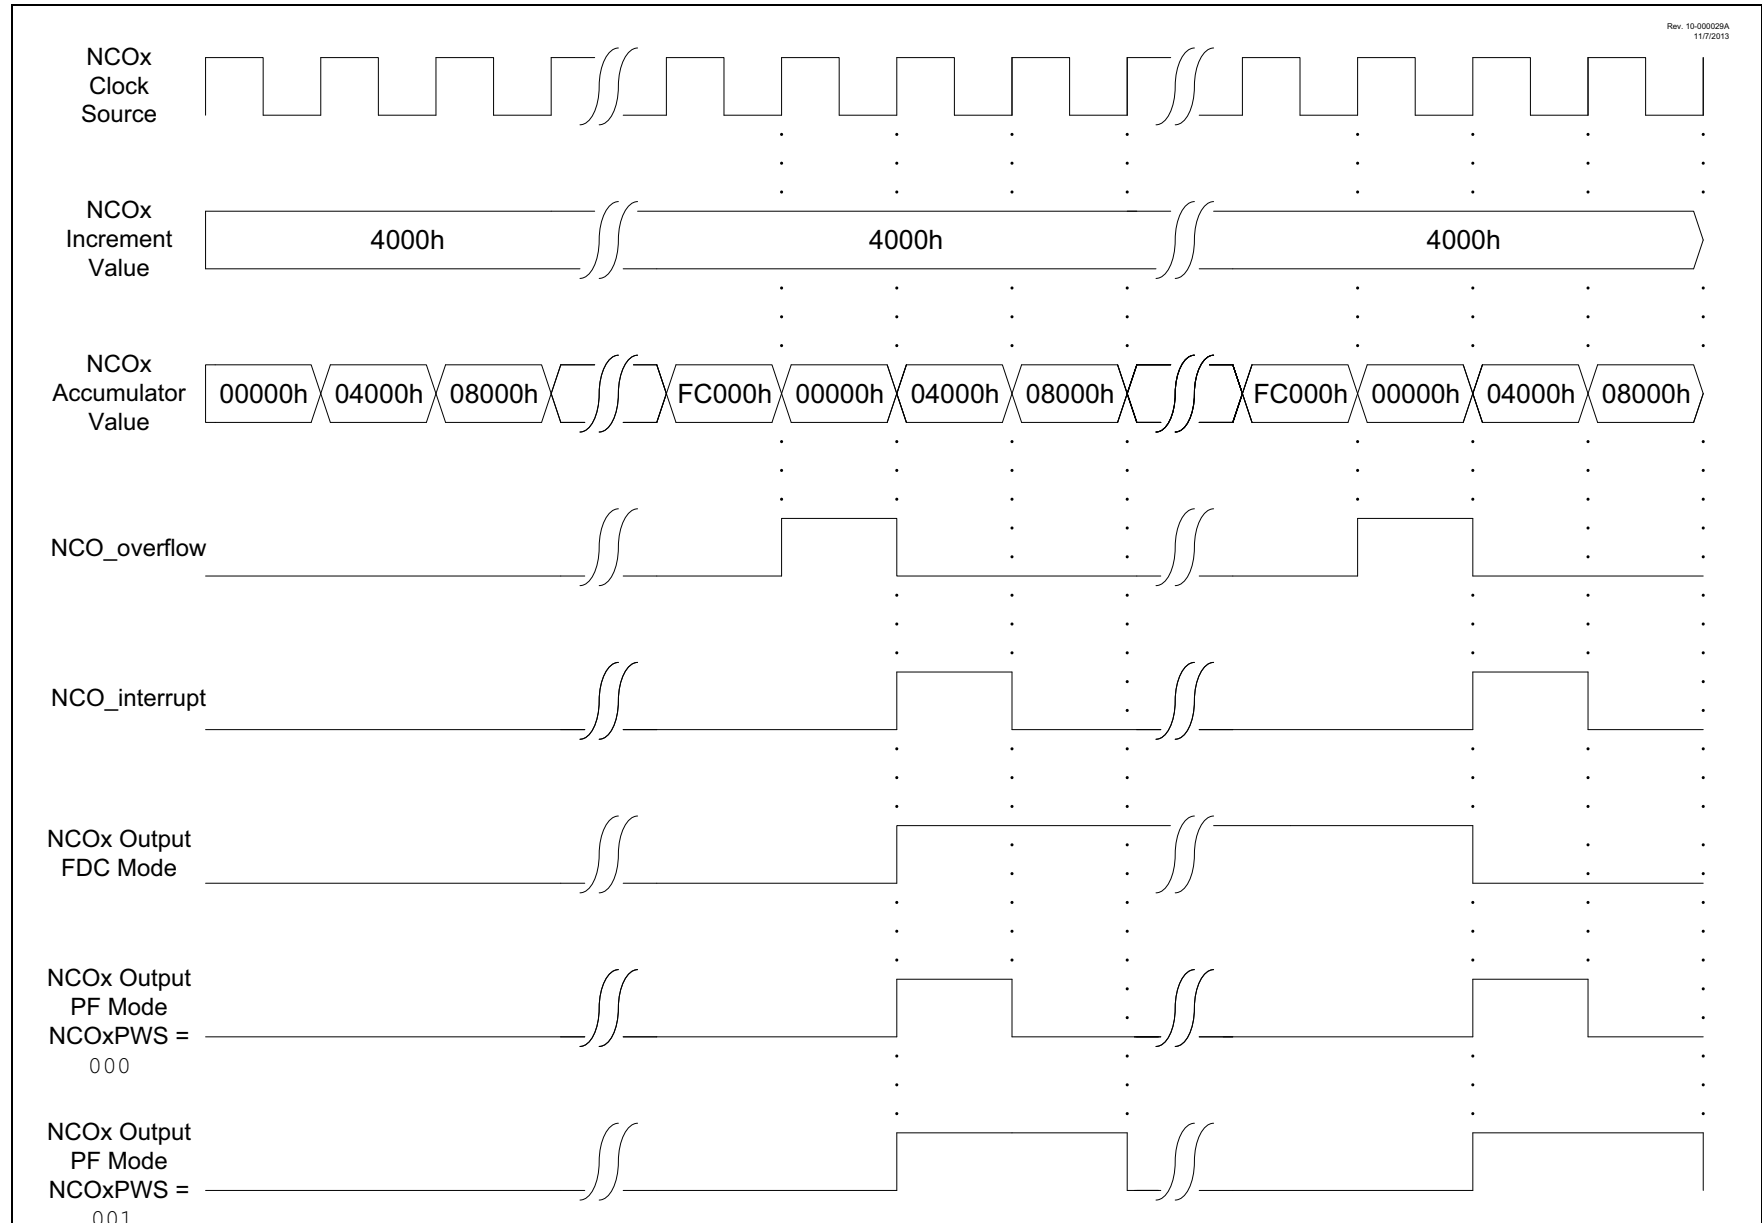 Rev. 10-000029A
11/7/2013
NCOx
Clock
Source
NCOx
Increment
Value
4000h
4000h
4000h
NCOx
Accumulator
Value
00000h
04000h
08000h
FC000h
00000h
04000h
08000h
FC000h
00000h
04000h
08000h
NCO_overflow
NCO_interrupt
NCOx Output
FDC Mode
NCOx Output
PF Mode
NCOxPWS =
000
NCOx Output
PF Mode
NCOxPWS =
001